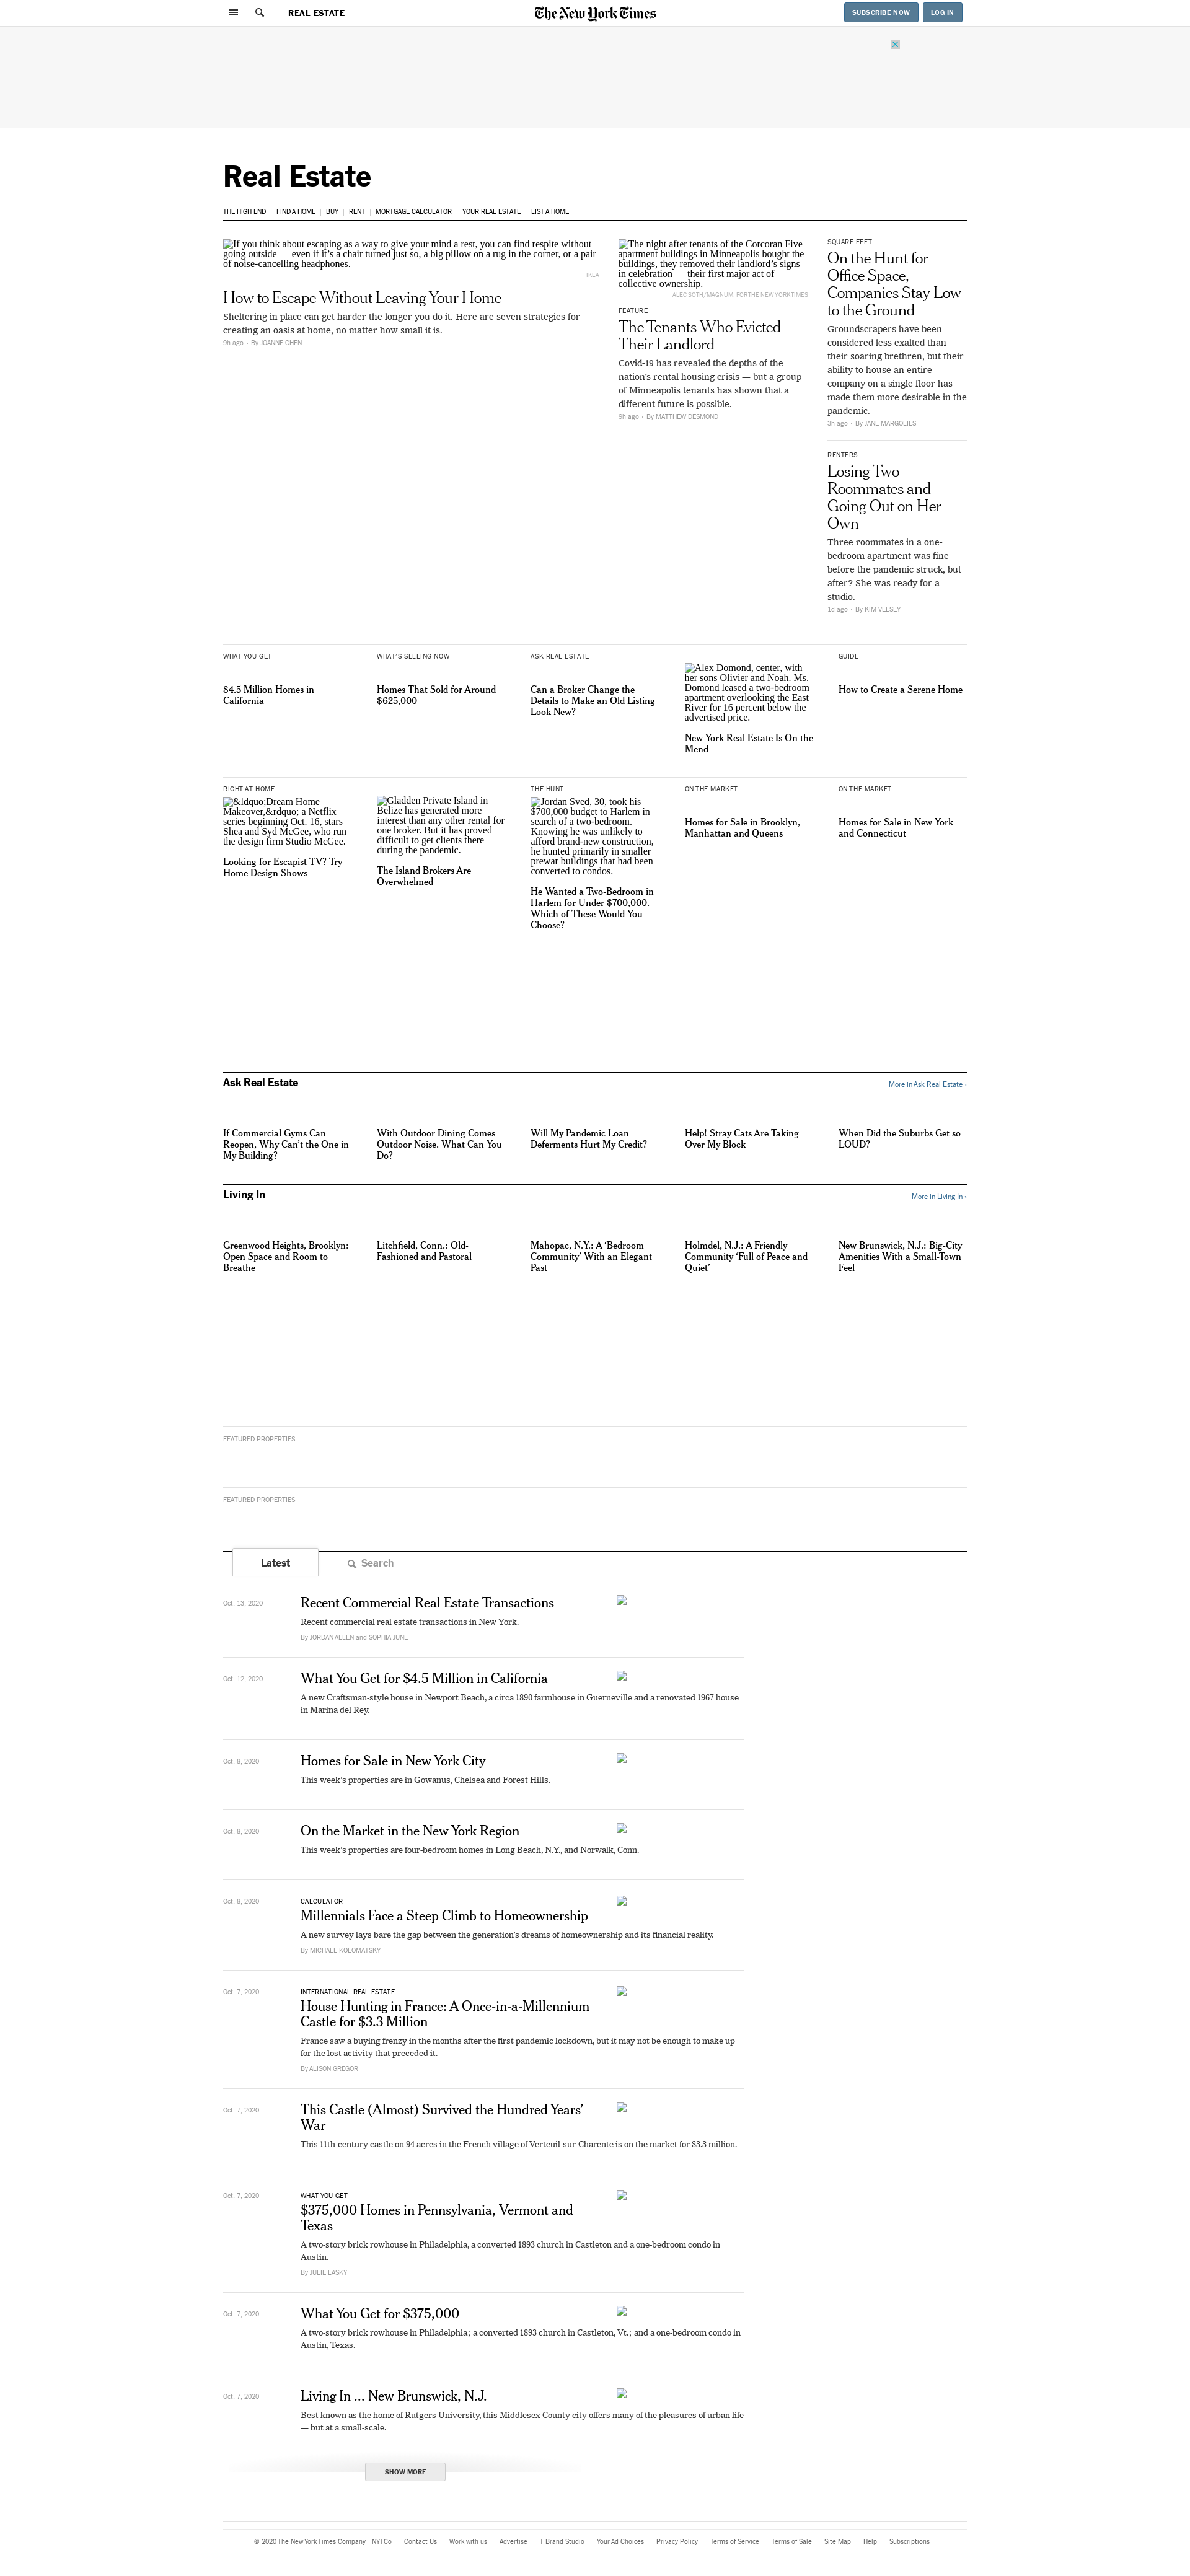 REAL ESTATE
The New York Times
SUBSCRIBE NOW
LOG IN
Real Estate
THE HIGH END | FIND A HOME | BUY | RENT | MORTGAGE CALCULATOR | YOUR REAL ESTATE | LIST A HOME
If you think about escaping as a way to give your mind a rest, you can find respite without
going outside — even if it’s a chair turned just so, a big pillow on a rug in the corner, or a pair
of noise-cancelling headphones.
IKEA
How to Escape Without Leaving Your Home
Sheltering in place can get harder the longer you do it. Here are seven strategies for
creating an oasis at home, no matter how small it is.
9h ago • By JOANNE CHEN
The night after tenants of the Corcoran Five
apartment buildings in Minneapolis bought the
buildings, they removed their landlord’s signs
in celebration — their first major act of
collective ownership.
ALEC SOTH/MAGNUM, FOR THE NEW YORK TIMES
FEATURE
The Tenants Who Evicted
Their Landlord
Covid-19 has revealed the depths of the
nation’s rental housing crisis — but a group
of Minneapolis tenants has shown that a
different future is possible.
9h ago • By MATTHEW DESMOND
SQUARE FEET
On the Hunt for
Office Space,
Companies Stay Low
to the Ground
Groundscrapers have been
considered less exalted than
their soaring brethren, but their
ability to house an entire
company on a single floor has
made them more desirable in the
pandemic.
3h ago • By JANE MARGOLIES
RENTERS
Losing Two
Roommates and
Going Out on Her
Own
Three roommates in a one-
bedroom apartment was fine
before the pandemic struck, but
after? She was ready for a
studio.
1d ago • By KIM VELSEY
WHAT YOU GET
$4.5 Million Homes in
California
WHAT’S SELLING NOW
Homes That Sold for Around
$625,000
ASK REAL ESTATE
Can a Broker Change the
Details to Make an Old Listing
Look New?
Alex Domond, center, with
her sons Olivier and Noah. Ms.
Domond leased a two-bedroom
apartment overlooking the East
River for 16 percent below the
advertised price.
New York Real Estate Is On the
Mend
GUIDE
How to Create a Serene Home
RIGHT AT HOME
&ldquo;Dream Home
Makeover,&rdquo; a Netflix
series beginning Oct. 16, stars
Shea and Syd McGee, who run
the design firm Studio McGee.
Looking for Escapist TV? Try
Home Design Shows
Gladden Private Island in
Belize has generated more
interest than any other rental for
one broker. But it has proved
difficult to get clients there
during the pandemic.
The Island Brokers Are
Overwhelmed
THE HUNT
Jordan Sved, 30, took his
$700,000 budget to Harlem in
search of a two-bedroom.
Knowing he was unlikely to
afford brand-new construction,
he hunted primarily in smaller
prewar buildings that had been
converted to condos.
He Wanted a Two-Bedroom in
Harlem for Under $700,000.
Which of These Would You
Choose?
ON THE MARKET
Homes for Sale in Brooklyn,
Manhattan and Queens
ON THE MARKET
Homes for Sale in New York
and Connecticut
Ask Real Estate
More in Ask Real Estate ›
If Commercial Gyms Can
Reopen, Why Can’t the One in
My Building?
With Outdoor Dining Comes
Outdoor Noise. What Can You
Do?
Will My Pandemic Loan
Deferments Hurt My Credit?
Help! Stray Cats Are Taking
Over My Block
When Did the Suburbs Get so
LOUD?
Living In
More in Living In ›
Greenwood Heights, Brooklyn:
Open Space and Room to
Breathe
Litchfield, Conn.: Old-
Fashioned and Pastoral
Mahopac, N.Y.: A ‘Bedroom
Community’ With an Elegant
Past
Holmdel, N.J.: A Friendly
Community ‘Full of Peace and
Quiet’
New Brunswick, N.J.: Big-City
Amenities With a Small-Town
Feel
FEATURED PROPERTIES
FEATURED PROPERTIES
Latest
Search
Oct. 13, 2020
Recent Commercial Real Estate Transactions
Recent commercial real estate transactions in New York.
By JORDAN ALLEN and SOPHIA JUNE
Oct. 12, 2020
What You Get for $4.5 Million in California
A new Craftsman-style house in Newport Beach, a circa 1890 farmhouse in Guerneville and a renovated 1967 house
in Marina del Rey.
Oct. 8, 2020
Homes for Sale in New York City
This week’s properties are in Gowanus, Chelsea and Forest Hills.
Oct. 8, 2020
On the Market in the New York Region
This week’s properties are four-bedroom homes in Long Beach, N.Y., and Norwalk, Conn.
Oct. 8, 2020
CALCULATOR
Millennials Face a Steep Climb to Homeownership
A new survey lays bare the gap between the generation’s dreams of homeownership and its financial reality.
By MICHAEL KOLOMATSKY
Oct. 7, 2020
INTERNATIONAL REAL ESTATE
House Hunting in France: A Once-in-a-Millennium
Castle for $3.3 Million
France saw a buying frenzy in the months after the first pandemic lockdown, but it may not be enough to make up
for the lost activity that preceded it.
By ALISON GREGOR
Oct. 7, 2020
This Castle (Almost) Survived the Hundred Years’
War
This 11th-century castle on 94 acres in the French village of Verteuil-sur-Charente is on the market for $3.3 million.
Oct. 7, 2020
WHAT YOU GET
$375,000 Homes in Pennsylvania, Vermont and
Texas
A two-story brick rowhouse in Philadelphia, a converted 1893 church in Castleton and a one-bedroom condo in
Austin.
By JULIE LASKY
Oct. 7, 2020
What You Get for $375,000
A two-story brick rowhouse in Philadelphia; a converted 1893 church in Castleton, Vt.; and a one-bedroom condo in
Austin, Texas.
Oct. 7, 2020
Living In ... New Brunswick, N.J.
Best known as the home of Rutgers University, this Middlesex County city offers many of the pleasures of urban life
— but at a small-scale.
SHOW MORE
© 2020 The New York Times Company NYTCo Contact Us Work with us Advertise T Brand Studio Your Ad Choices Privacy Policy Terms of Service Terms of Sale Site Map Help Subscriptions